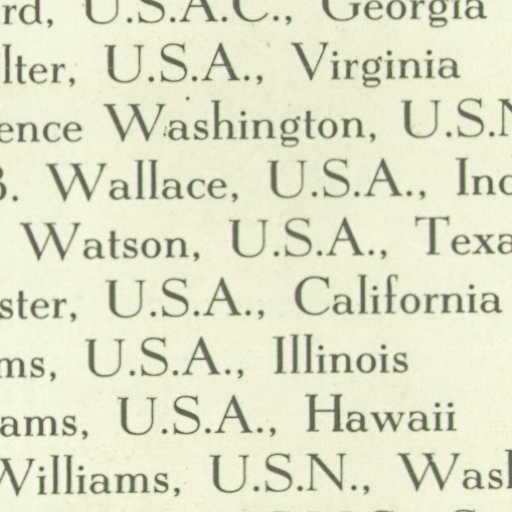 rd, U.S.A.C., Georgia
lter, U.S.A., Virginia
ence Washington, U.S.N
B. Wallace, U.S.A., Ind
Watson, U.S.A., Texa
ster, U.S.A., California
ms, U.S.A., Illinois
ams, U.S.A., Hawaii
Williams, U.S.N., Wash